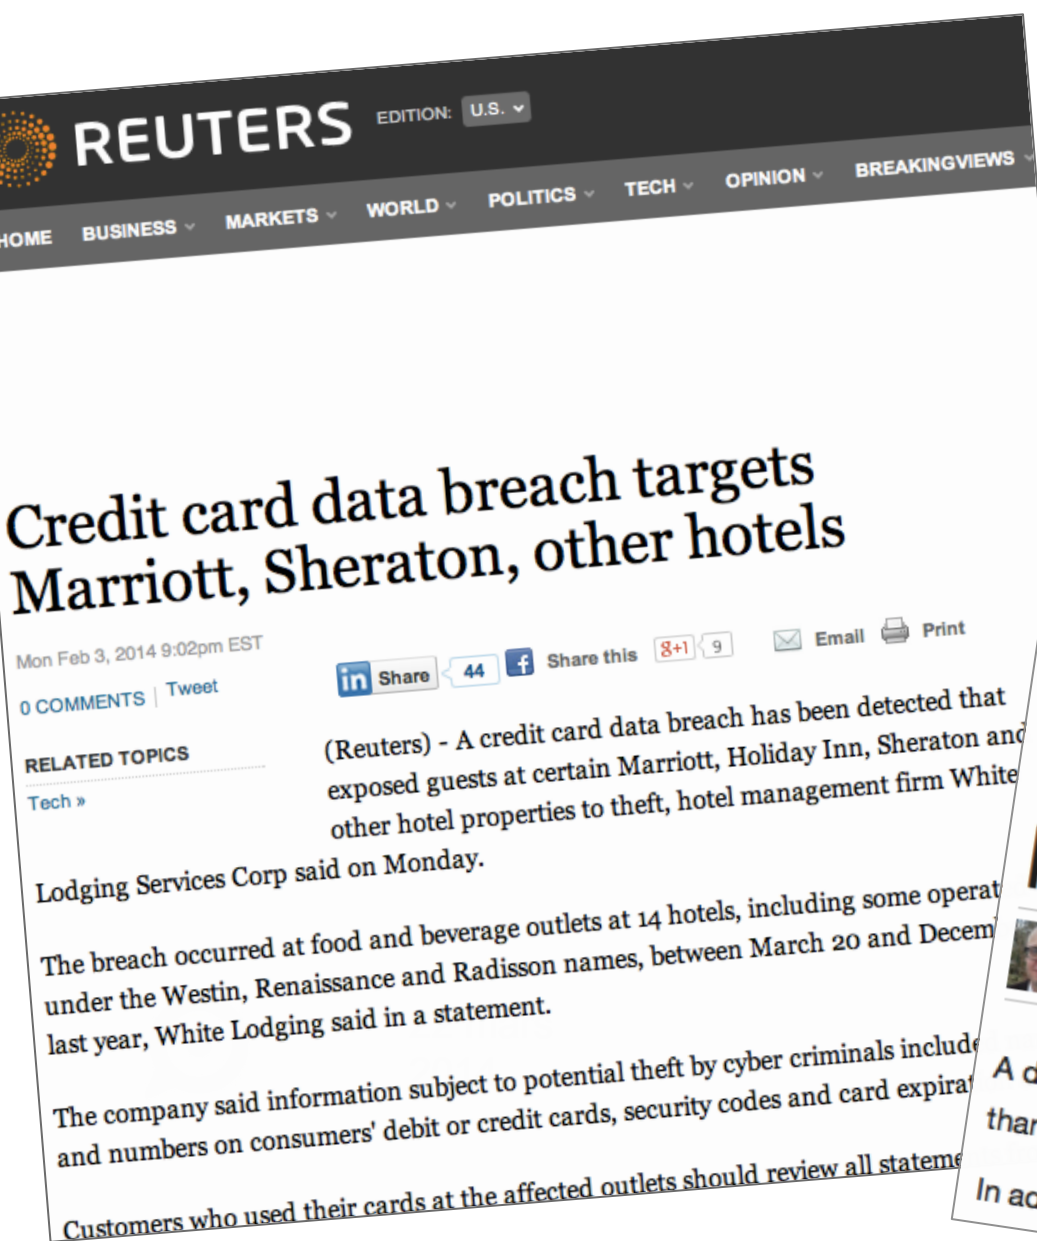 REUTERS EDITION: U.S.
HOME BUSINESS MARKETS WORLD POLITICS TECH OPINION BREAKINGVIEWS
Credit card data breach targets
Marriott, Sheraton, other hotels
Mon Feb 3, 2014 9:02pm EST
0 COMMENTS | Tweet
in Share 44 f Share this g+1 9 Email Print
RELATED TOPICS
Tech »
(Reuters) - A credit card data breach has been detected that
exposed guests at certain Marriott, Holiday Inn, Sheraton and
other hotel properties to theft, hotel management firm White
Lodging Services Corp said on Monday.
The breach occurred at food and beverage outlets at 14 hotels, including some operat
under the Westin, Renaissance and Radisson names, between March 20 and Decem
last year, White Lodging said in a statement.
The company said information subject to potential theft by cyber criminals include
and numbers on consumers' debit or credit cards, security codes and card expirat
Customers who used their cards at the affected outlets should review all stateme
A d
than
In ad